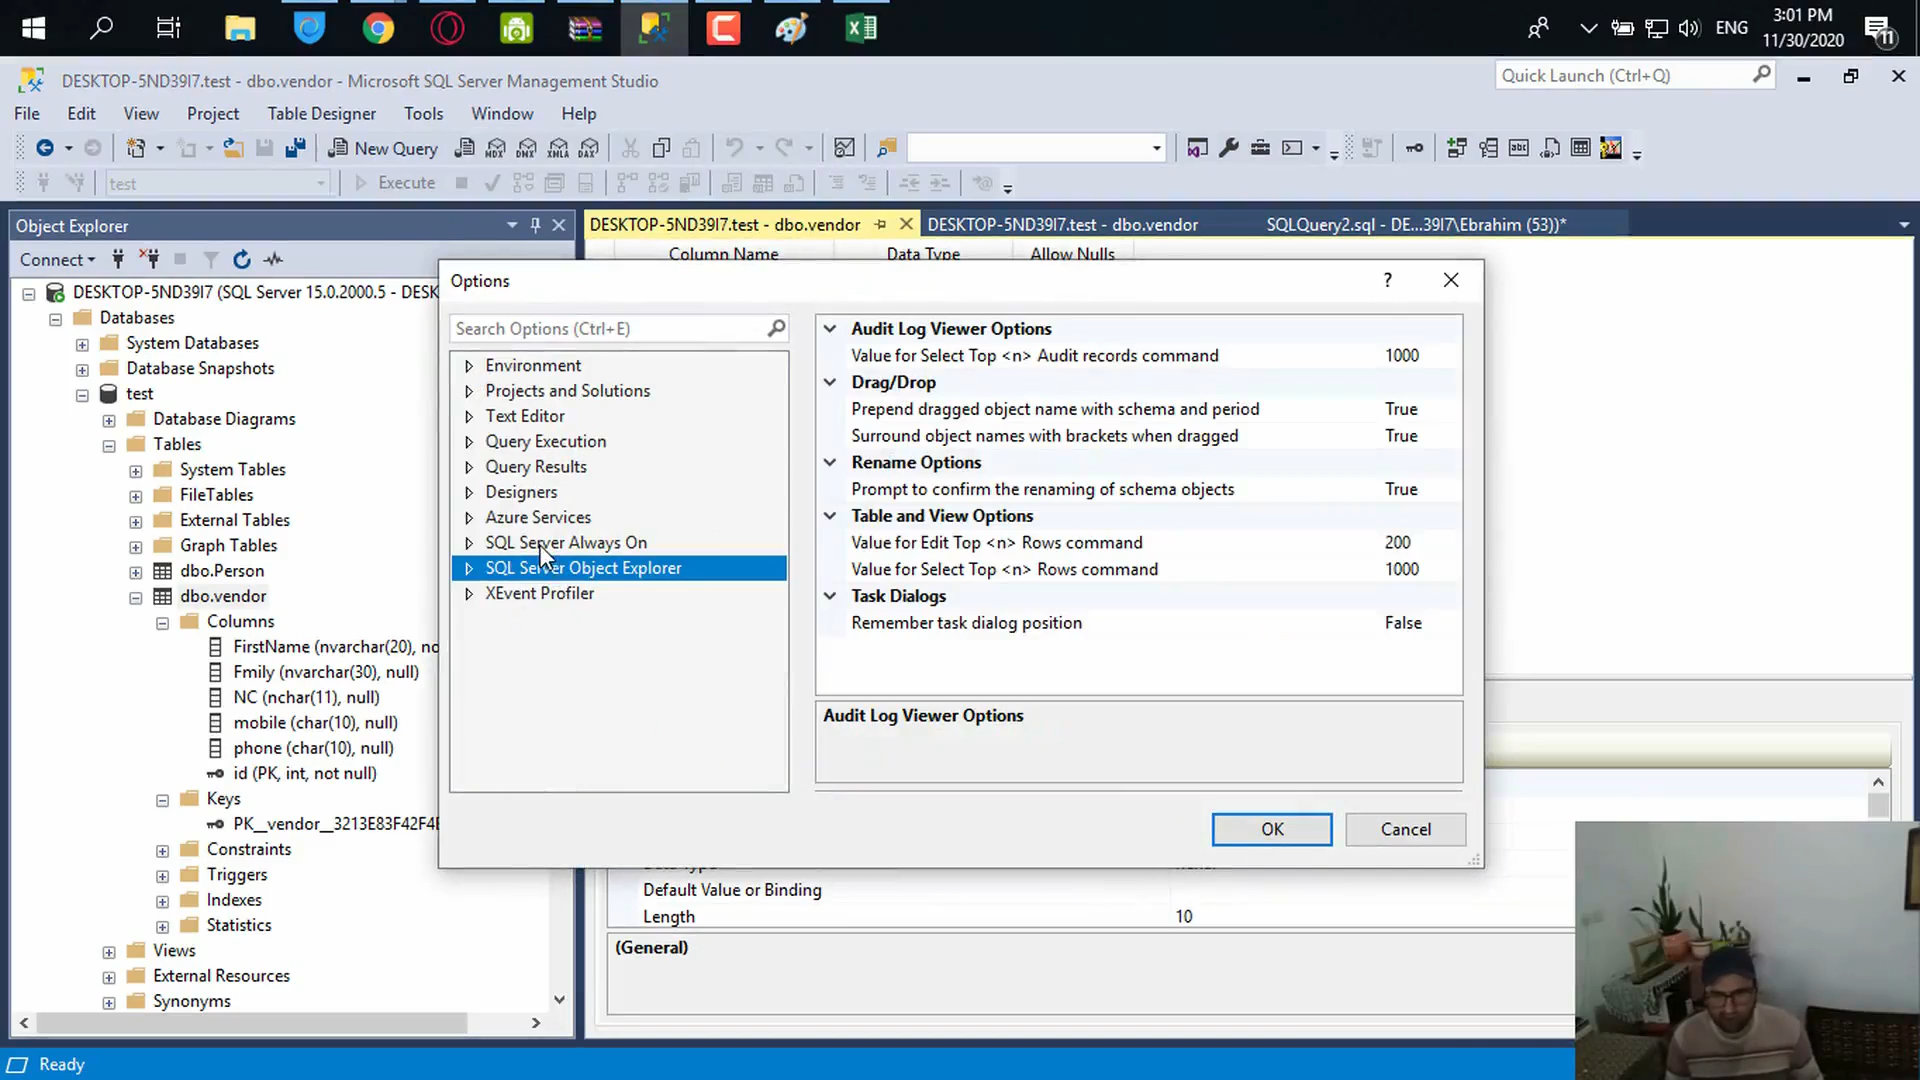 ENG
3:01 PM
11/30/2020
11
DESKTOP-5ND39I7.test - dbo.vendor - Microsoft SQL Server Management Studio
Quick Launch (Ctrl+Q)
File Edit View Project Table Designer Tools Window Help
New Query
MDX DMX XMLA DAX
test
Execute
Object Explorer
DESKTOP-5ND39I7.test - dbo.vendor
DESKTOP-5ND39I7.test - dbo.vendor
SQLQuery2.sql - DE...39I7\Ebrahim (53))*
Connect
Column Name Data Type Allow Nulls
DESKTOP-5ND39I7 (SQL Server 15.0.2000.5 - DESK
Databases
System Databases
Database Snapshots
test
Database Diagrams
Tables
System Tables
FileTables
External Tables
Graph Tables
dbo.Person
dbo.vendor
Columns
FirstName (nvarchar(20), no
Fmily (nvarchar(30), null)
NC (nchar(11), null)
mobile (char(10), null)
phone (char(10), null)
id (PK, int, not null)
Keys
PK__vendor__3213E83F42F4E
Constraints
Triggers
Indexes
Statistics
Views
External Resources
Synonyms
Options
?
Search Options (Ctrl+E)
Environment
Projects and Solutions
Text Editor
Query Execution
Query Results
Designers
Azure Services
SQL Server Always On
SQL Server Object Explorer
XEvent Profiler
Audit Log Viewer Options
Value for Select Top <n> Audit records command 1000
Drag/Drop
Prepend dragged object name with schema and period True
Surround object names with brackets when dragged True
Rename Options
Prompt to confirm the renaming of schema objects True
Table and View Options
Value for Edit Top <n> Rows command 200
Value for Select Top <n> Rows command 1000
Task Dialogs
Remember task dialog position False
Audit Log Viewer Options
OK
Cancel
Default Value or Binding
Length 10
(General)
Ready